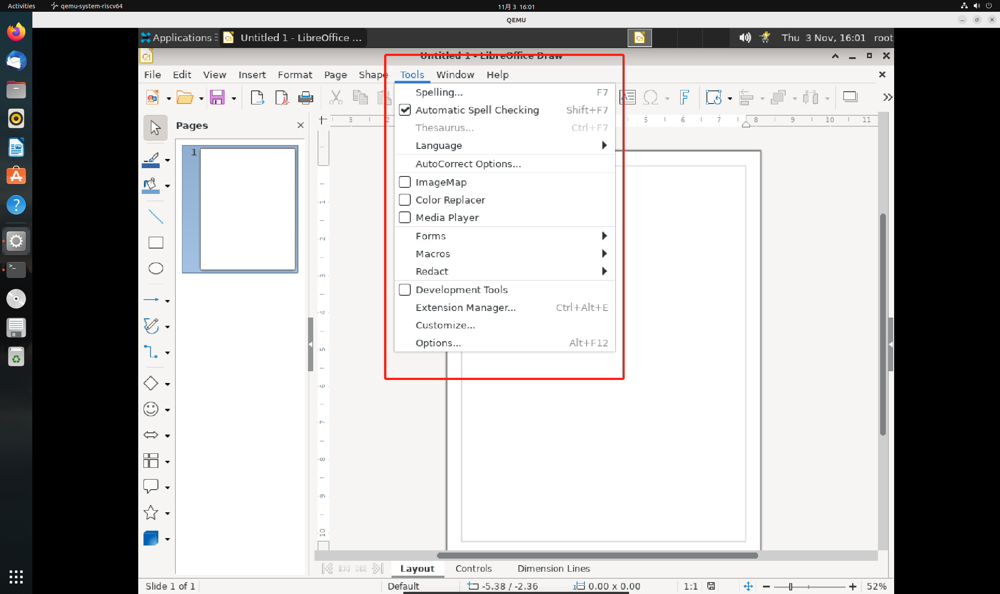 Activities qemu-system-riscv64 11月 3 16:01
QEMU
Applications Untitled 1 - LibreOffice ... Thu 3 Nov, 16:01 root
Untitled 1 - LibreOffice Draw
File Edit View Insert Format Page Shape Tools Window Help
Spelling... F7
Automatic Spell Checking Shift+F7
Thesaurus... Ctrl+F7
Language
AutoCorrect Options...
ImageMap
Color Replacer
Media Player
Forms
Macros
Redact
Development Tools
Extension Manager... Ctrl+Alt+E
Customize...
Options... Alt+F12
Pages
1
3 2 5 6 7 8 9 10 11
1
2
3
4
5
6
7
8
9
10
Layout Controls Dimension Lines
Slide 1 of 1 Default -5.38 / -2.36 0.00 x 0.00 1:1 52%